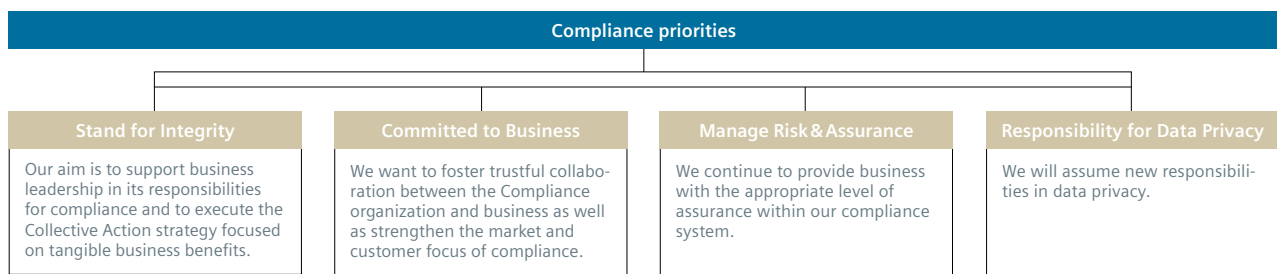 Compliance priorities
Stand for Integrity
Our aim is to support business
leadership in its responsibilities
for compliance and to execute the
Collective Action strategy focused
on tangible business benefits.
Committed to Business
We want to foster trustful collabo-
ration between the Compliance
organization and business as well
as strengthen the market and
customer focus of compliance.
Manage Risk & Assurance
We continue to provide business
with the appropriate level of
assurance within our compliance
system.
Responsibility for Data Privacy
We will assume new responsibili-
ties in data privacy.